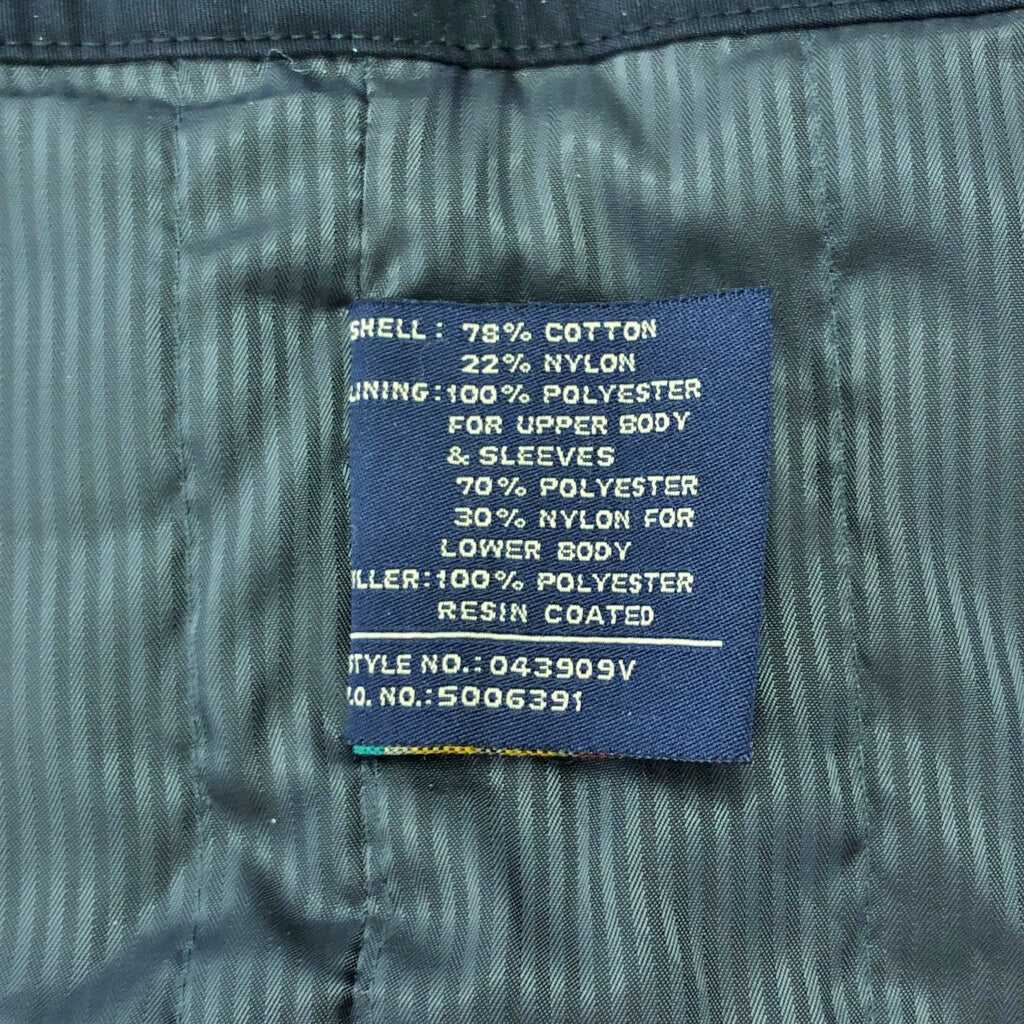 SHELL: 78% COTTON
22% NYLON
LINING:100% POLYESTER
FOR UPPER BODY
& SLEEVES
70% POLYESTER
30% NYLON FOR
LOWER BODY
ILLER:100% POLYESTER
RESIN COATED
STYLE NO.:043909V
.O. NO.:5006391